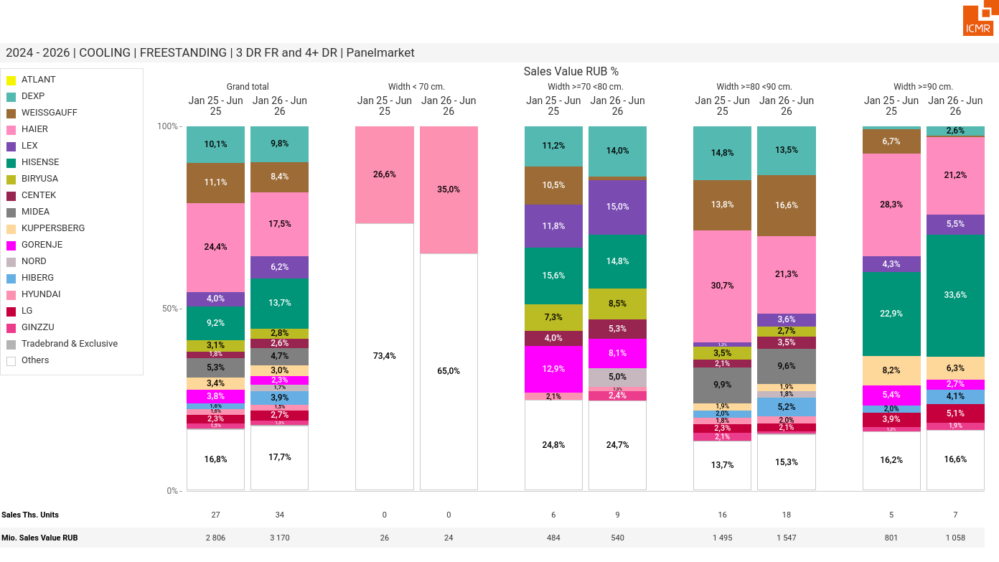 ICMR
2024 - 2026 | COOLING | FREESTANDING | 3 DR FR and 4+ DR | Panelmarket
ATLANT
DEXP
WEISSGAUFF
HAIER
LEX
HISENSE
BIRYUSA
CENTEK
MIDEA
KUPPERSBERG
GORENJE
NORD
HIBERG
HYUNDAI
LG
GINZZU
Tradebrand & Exclusive
Others
Sales Value RUB %
Grand total
Width < 70 cm.
Width >=70 <80 cm.
Width >=80 <90 cm.
Width >=90 cm.
Jan 25 - Jun 25
Jan 26 - Jun 26
Jan 25 - Jun 25
Jan 26 - Jun 26
Jan 25 - Jun 25
Jan 26 - Jun 26
Jan 25 - Jun 25
Jan 26 - Jun 26
Jan 25 - Jun 25
Jan 26 - Jun 26
100%
50%
0%
10,1%
11,1%
24,4%
4,0%
9,2%
3,1%
1,8%
5,3%
3,4%
3,8%
1,6%
1,6%
2,3%
1,5%
16,8%
9,8%
8,4%
17,5%
6,2%
13,7%
2,8%
2,6%
4,7%
3,0%
2,3%
1,7%
3,9%
1,5%
2,7%
1,3%
17,7%
26,6%
73,4%
35,0%
65,0%
11,2%
10,5%
11,8%
15,6%
7,3%
4,0%
12,9%
2,1%
24,8%
14,0%
15,0%
14,8%
8,5%
5,3%
8,1%
5,0%
1,3%
2,4%
24,7%
14,8%
13,8%
30,7%
1,3%
3,5%
2,1%
9,9%
1,9%
2,0%
1,8%
2,3%
2,1%
13,7%
13,5%
16,6%
21,3%
3,6%
2,7%
3,5%
9,6%
1,9%
1,8%
5,2%
2,0%
2,1%
15,3%
6,7%
28,3%
4,3%
22,9%
8,2%
5,4%
2,0%
3,9%
1,2%
16,2%
2,6%
21,2%
5,5%
33,6%
6,3%
2,7%
4,1%
5,1%
1,9%
16,6%
Sales Ths. Units 27 34 0 0 6 9 16 18 5 7
Mio. Sales Value RUB 2 806 3 170 26 24 484 540 1 495 1 547 801 1 058